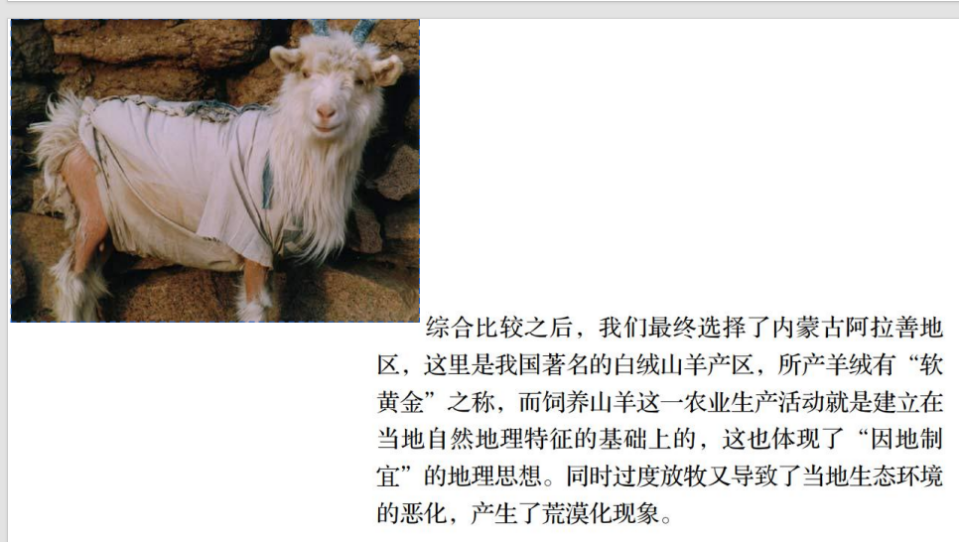 综合比较之后，我们最终选择了内蒙古阿拉善地
区，这里是我国著名的白绒山羊产区，所产羊绒有“软
黄金”之称，而饲养山羊这一农业生产活动就是建立在
当地自然地理特征的基础上的，这也体现了“因地制
宜”的地理思想。同时过度放牧又导致了当地生态环境
的恶化，产生了荒漠化现象。